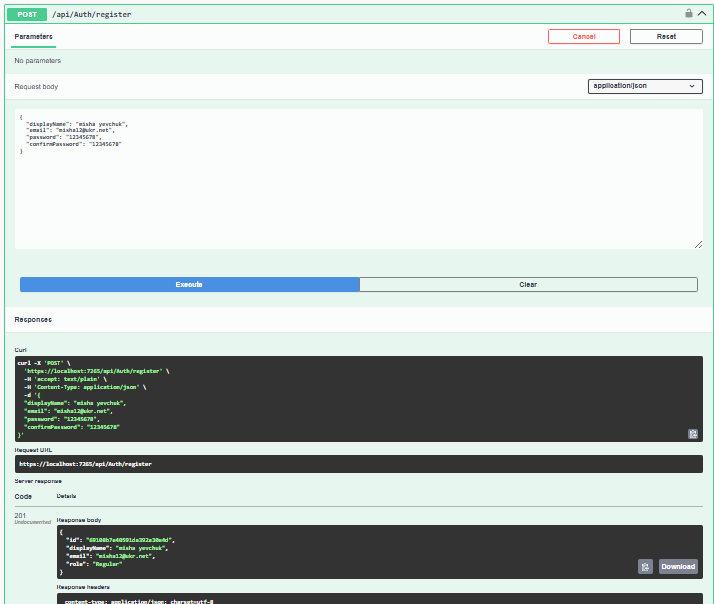 POST /api/Auth/register
Parameters
Cancel
Reset
No parameters
Request body
application/json
{
"displayName": "misha yevchuk",
"email": "misha12@ukr.net",
"password": "12345678",
"confirmPassword": "12345678"
}
Execute
Clear
Responses
Curl
curl -X 'POST' \
'https://localhost:7265/api/Auth/register' \
-H 'accept: text/plain' \
-H 'Content-Type: application/json' \
-d '{
"displayName": "misha yevchuk",
"email": "misha12@ukr.net",
"password": "12345678",
"confirmPassword": "12345678"
}'
Request URL
https://localhost:7265/api/Auth/register
Server response
Code Details
201
Undocumented
Response body
{
"id":
"displayName": "misha yevchuk",
"email": "misha12@ukr.net",
"role": "Regular"
}
Download
Response headers
content-type: application/json; charset=utf-8